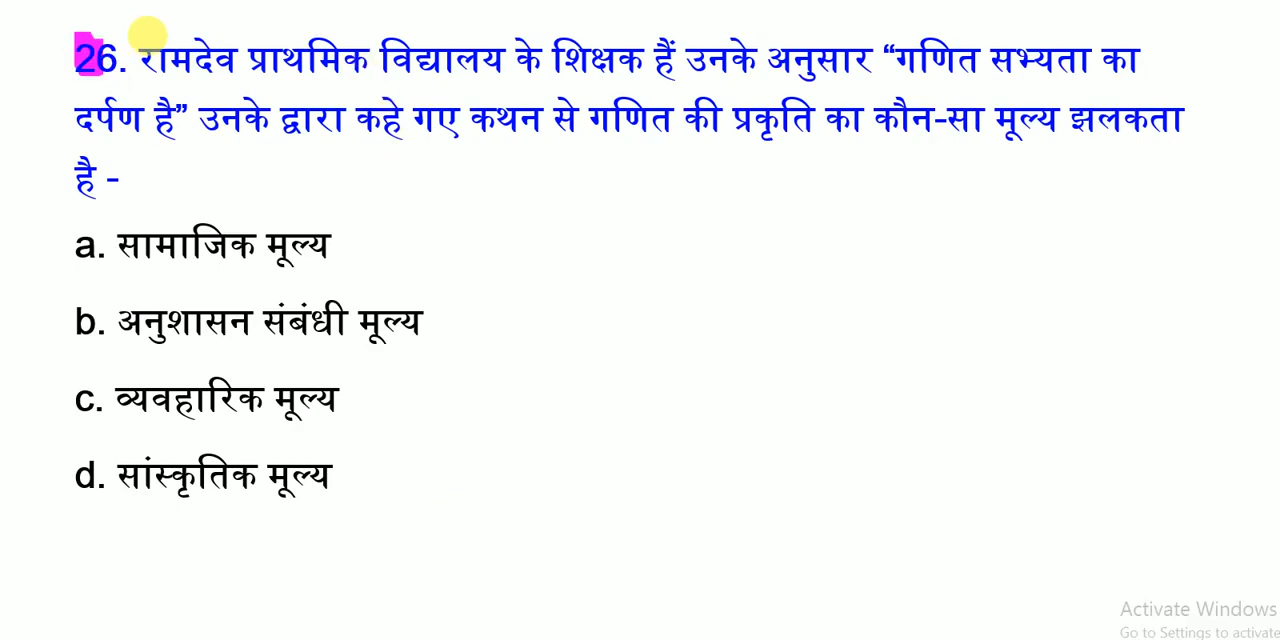 26. रामदेव प्राथमिक विद्यालय के शिक्षक हैं उनके अनुसार “गणित सभ्यता का
दर्पण है” उनके द्वारा कहे गए कथन से गणित की प्रकृति का कौन-सा मूल्य झलकता
है -
a. सामाजिक मूल्य
b. अनुशासन संबंधी मूल्य
c. व्यवहारिक मूल्य
d. सांस्कृतिक मूल्य
Activate Windows
Go to Settings to activate